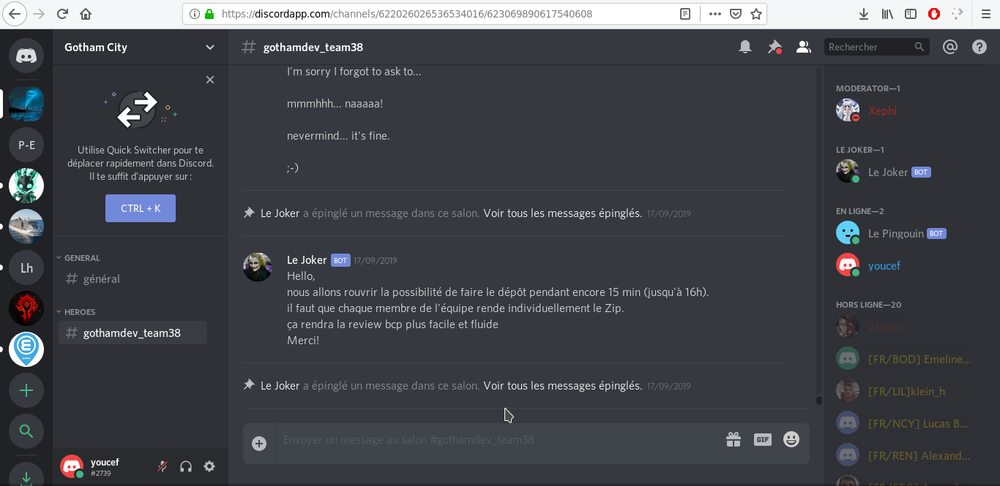 https://discordapp.com/channels/622026026536534016/623069890617540608
Gotham City
gothamdev_team38
Rechercher
P-E
Lh
Utilise Quick Switcher pour te
déplacer rapidement dans Discord.
Il te suffit d'appuyer sur :
CTRL + K
GENERAL
général
HEROES
gothamdev_team38
youcef
#2739
I'm sorry I forgot to ask to...
mmmhhh... naaaaa!
nevermind... it's fine.
;-)
Le Joker a épinglé un message dans ce salon. Voir tous les messages épinglés. 17/09/2019
Le Joker BOT 17/09/2019
Hello,
nous allons rouvrir la possibilité de faire le dépôt pendant encore 15 min (jusqu'à 16h).
il faut que chaque membre de l'équipe rende individuellement le Zip.
ça rendra la review bcp plus facile et fluide
Merci!
Le Joker a épinglé un message dans ce salon. Voir tous les messages épinglés. 17/09/2019
Envoyer un message au salon #gothamdev_team38
GIF
MODERATOR—1
Xephi
LE JOKER—1
Le Joker BOT
EN LIGNE—2
Le Pingouin BOT
youcef
HORS LIGNE—20
2fesses
[FR/BOD] Emeline...
[FR/LIL]klein_h
[FR/NCY] Lucas B...
[FR/REN] Alexand...